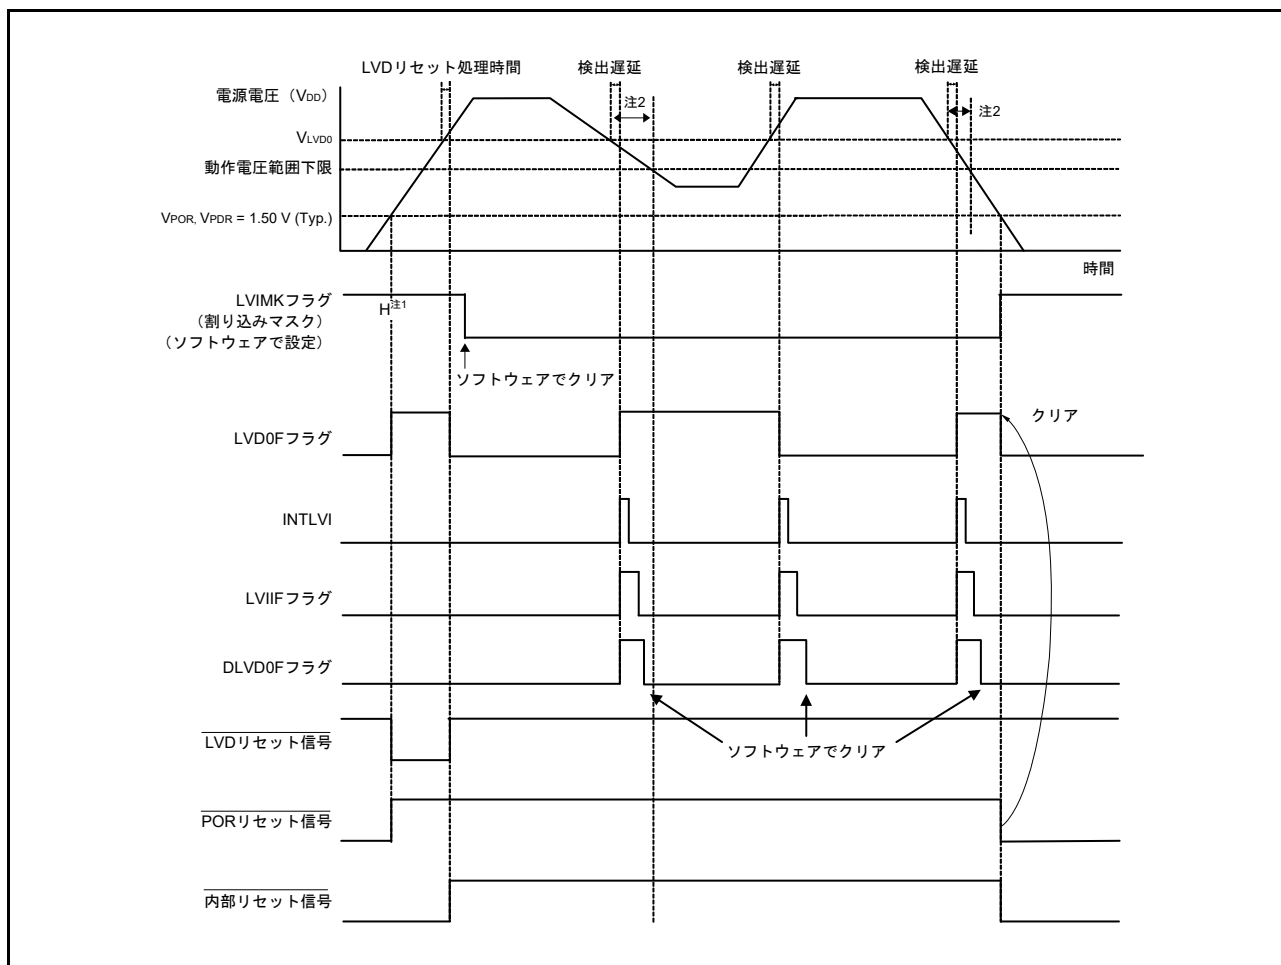 LVDリセット処理時間 検出遅延 検出遅延 検出遅延
電源電圧（VDD）
注2 注2
VLVD0
動作電圧範囲下限
VPOR, VPDR = 1.50 V (Typ.)
時間
LVIMKフラグ
（割り込みマスク）
（ソフトウェアで設定）
H注1
ソフトウェアでクリア
LVD0Fフラグ
クリア
INTLVI
LVIIFフラグ
DLVD0Fフラグ
LVDリセット信号
ソフトウェアでクリア
PORリセット信号
内部リセット信号